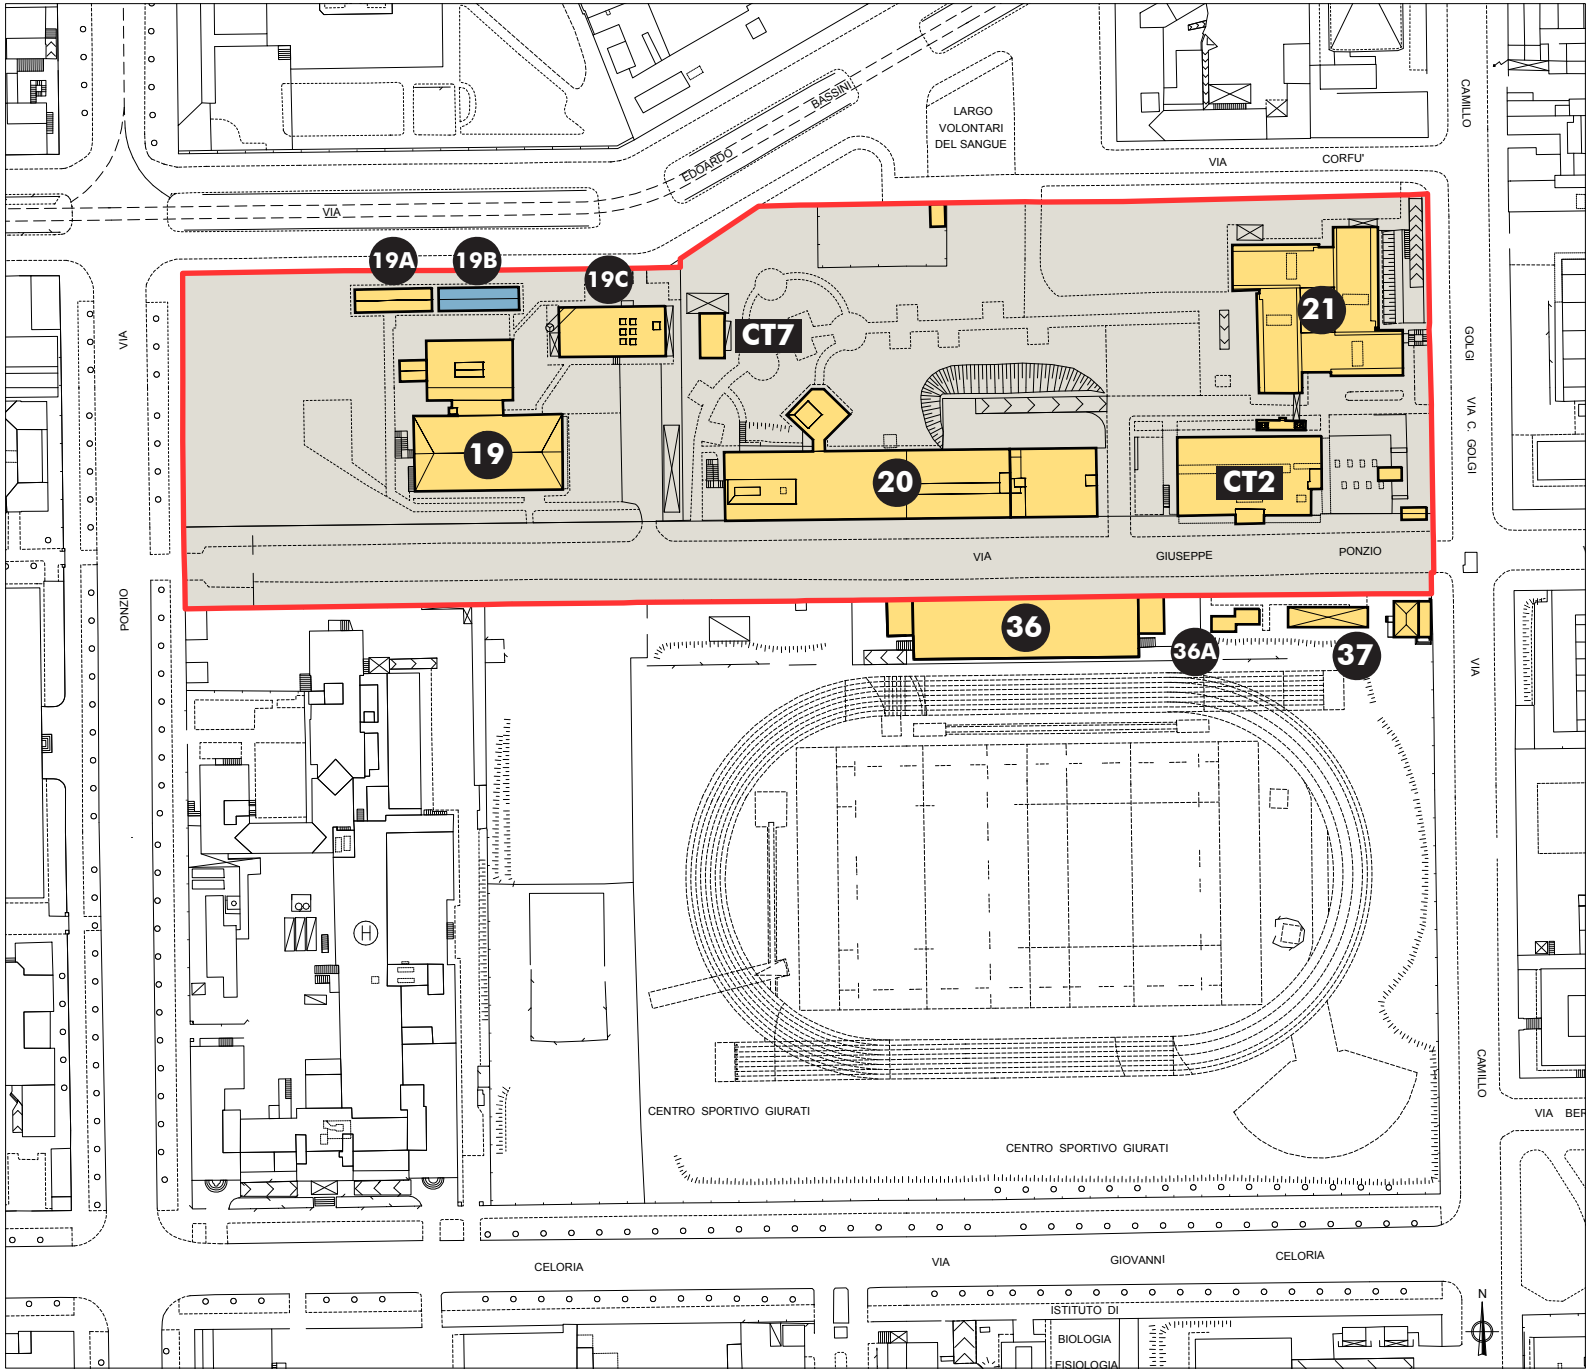 CAMILLO
BASSINI
LARGO
VOLONTARI
DEL SANGUE
EDOARDO
VIA
CORFU'
VIA
19A
19B
19C
CT7
21
VIA
GOLGI
VIA C. GOLGI
19
20
CT2
VIA
GIUSEPPE
PONZIO
PONZIO
36
36A
37
VIA
H
CAMILLO
CENTRO SPORTIVO GIURATI
VIA BER
CENTRO SPORTIVO GIURATI
CELORIA
VIA
GIOVANNI
CELORIA
N
ISTITUTO DI
BIOLOGIA
FISIOLOGIA